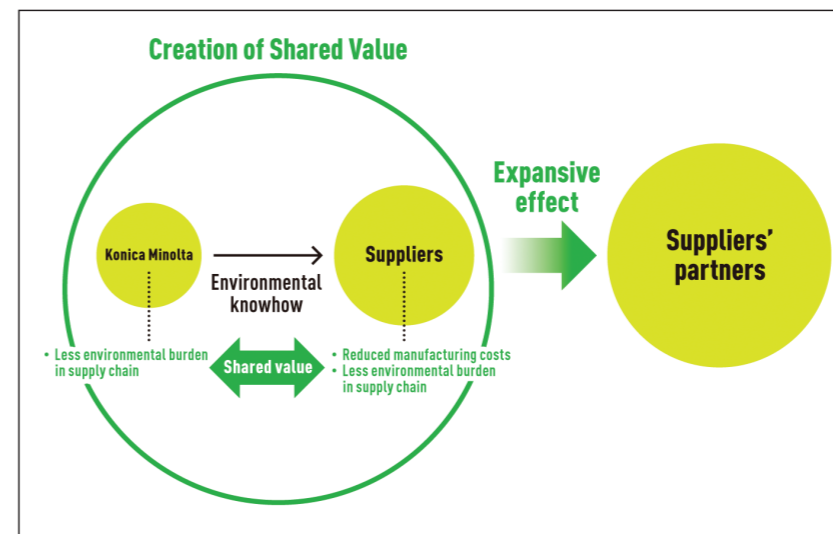 Creation of Shared Value
Konica Minolta
Environmental
knowhow
Suppliers
• Less environmental burden
in supply chain
Shared value
• Reduced manufacturing costs
• Less environmental burden
in supply chain
Expansive
effect
Suppliers’
partners